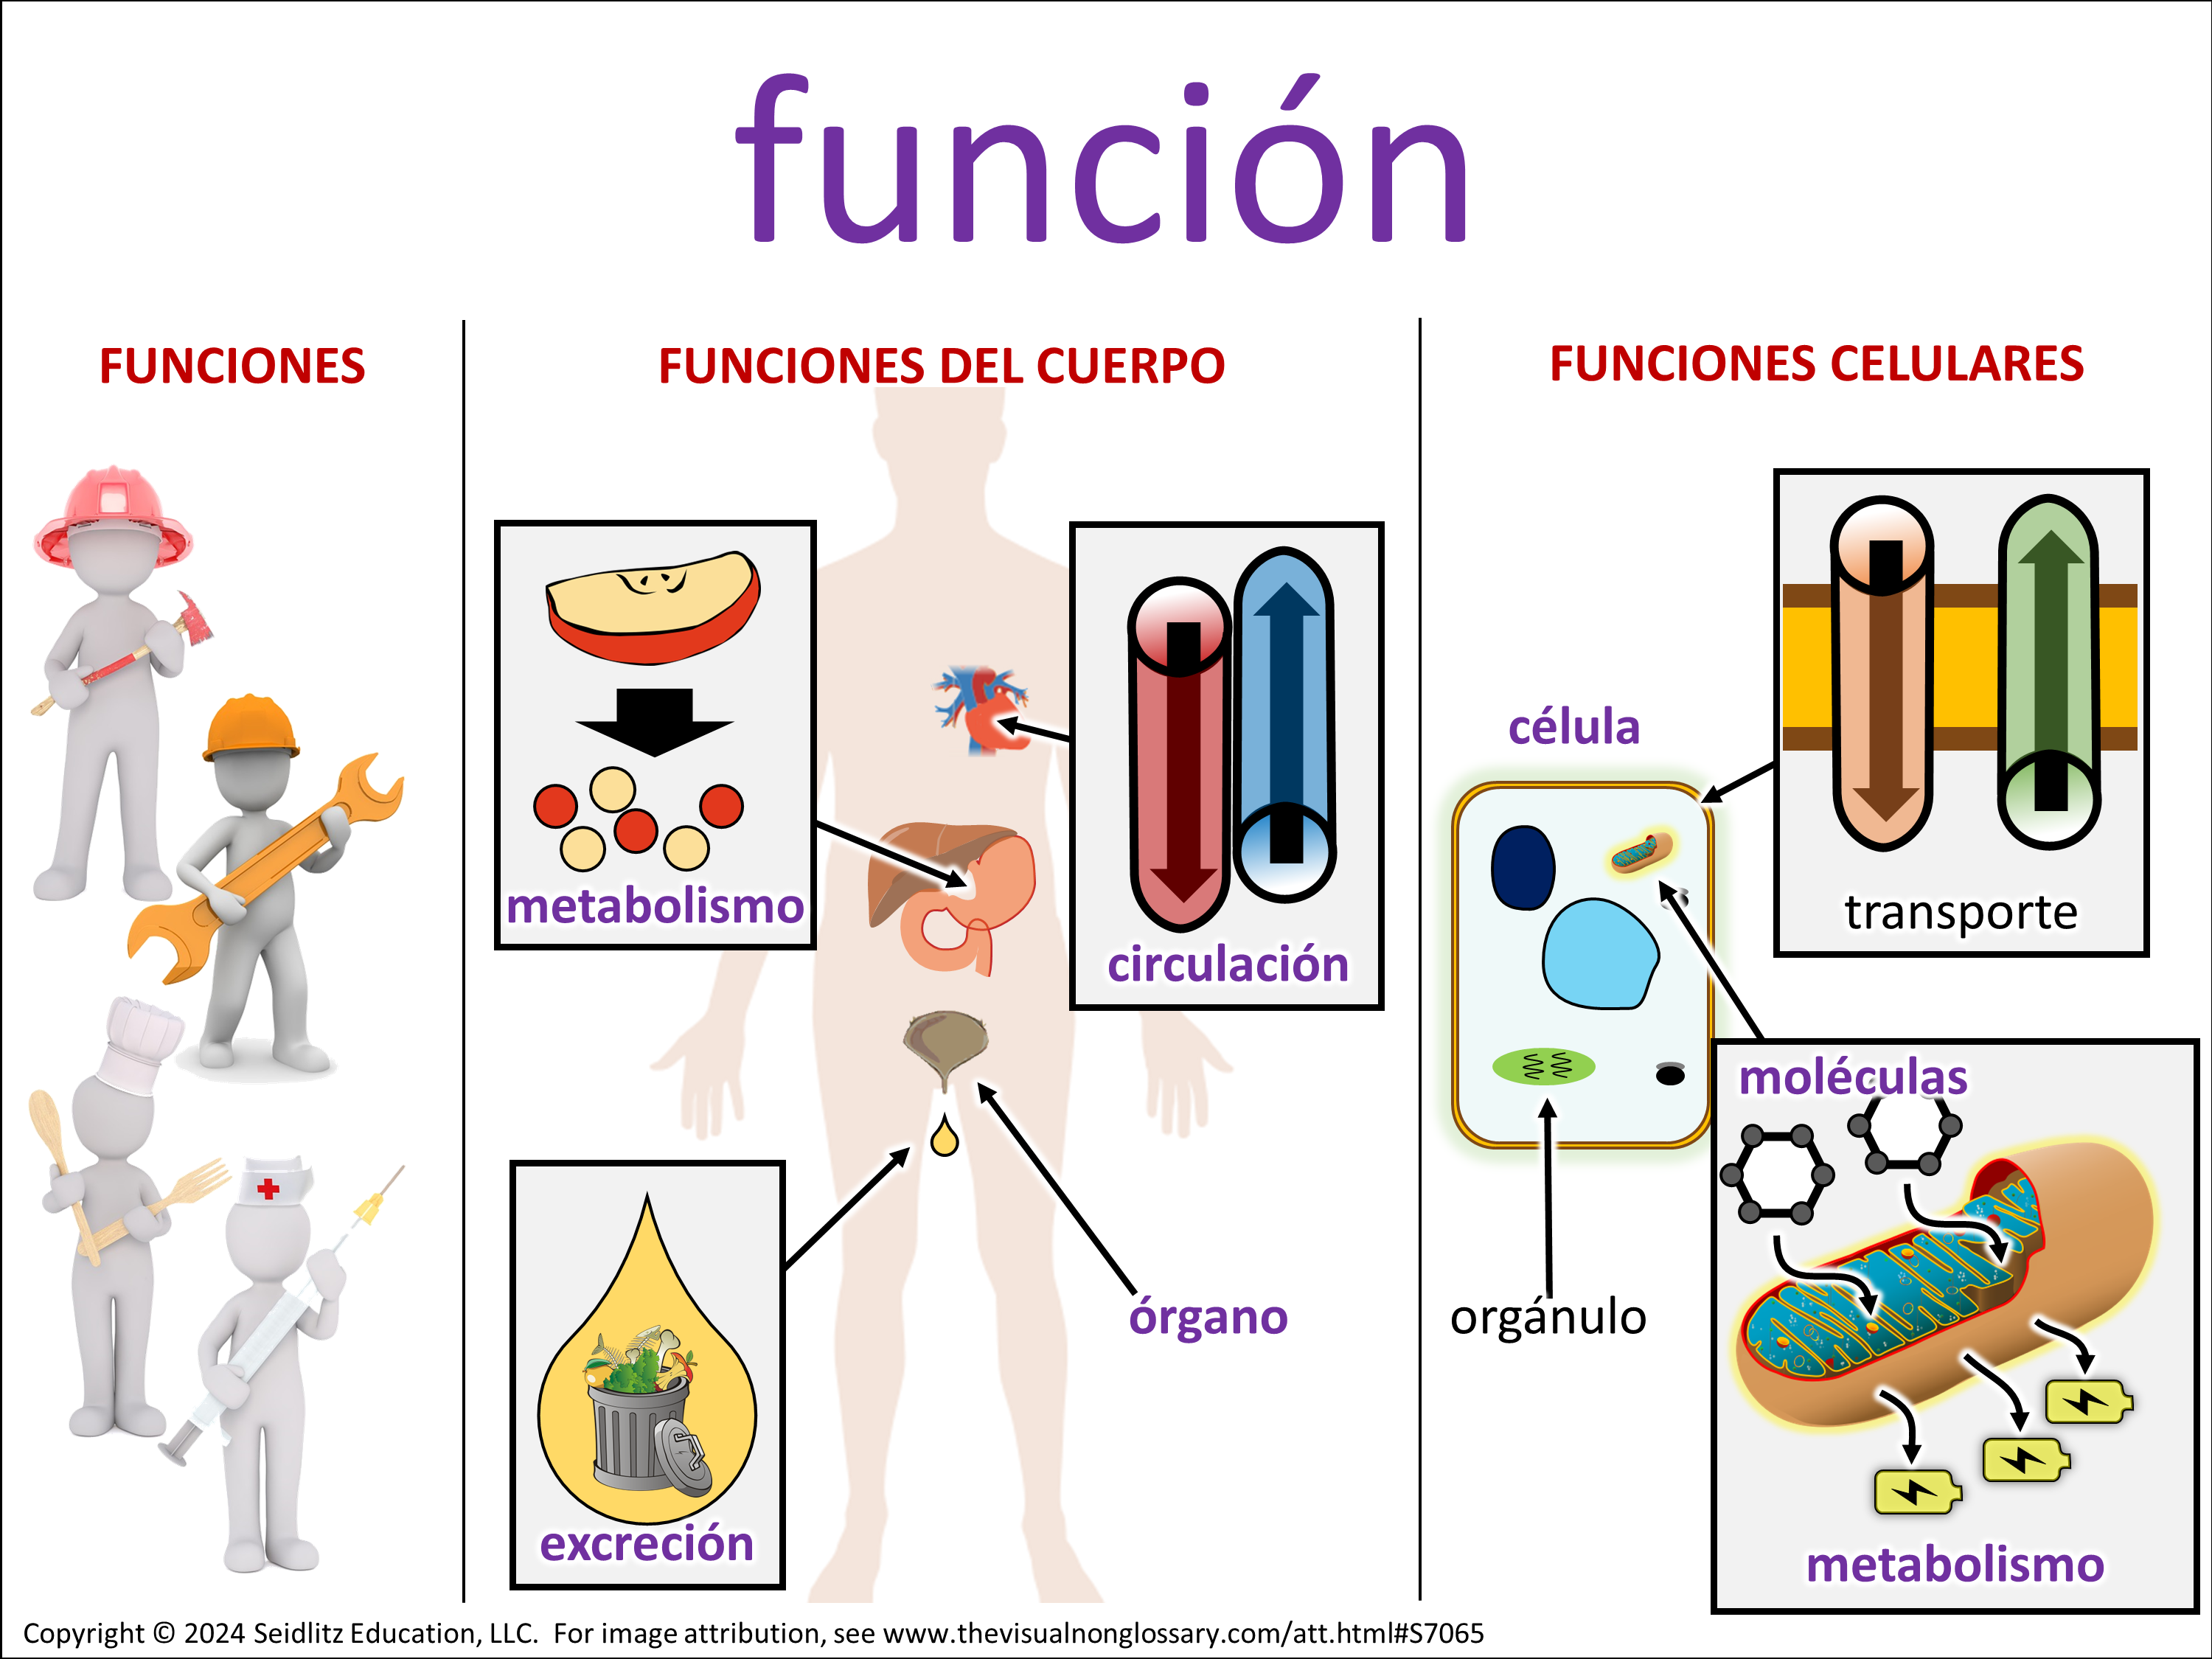 función
FUNCIONES
FUNCIONES DEL CUERPO
FUNCIONES CELULARES
metabolismo
circulación
excreción
órgano
célula
transporte
orgánulo
moléculas
metabolismo
Copyright © 2024 Seidlitz Education, LLC. For image attribution, see www.thevisualnonglossary.com/att.html#S7065